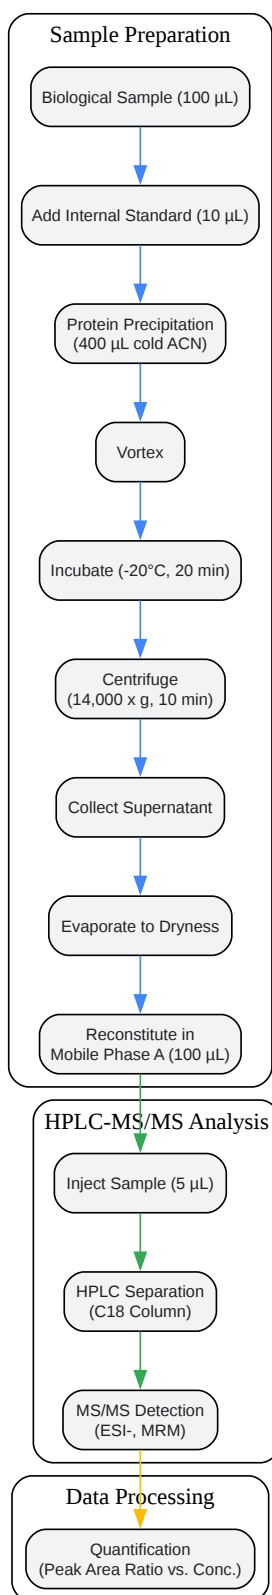 Sample Preparation
Biological Sample (100 µL)
Add Internal Standard (10 µL)
Protein Precipitation
(400 µL cold ACN)
Vortex
Incubate (-20°C, 20 min)
Centrifuge
(14,000 x g, 10 min)
Collect Supernatant
Evaporate to Dryness
Reconstitute in
Mobile Phase A (100 µL)
HPLC-MS/MS Analysis
Inject Sample (5 µL)
HPLC Separation
(C18 Column)
MS/MS Detection
(ESI-, MRM)
Data Processing
Quantification
(Peak Area Ratio vs. Conc.)